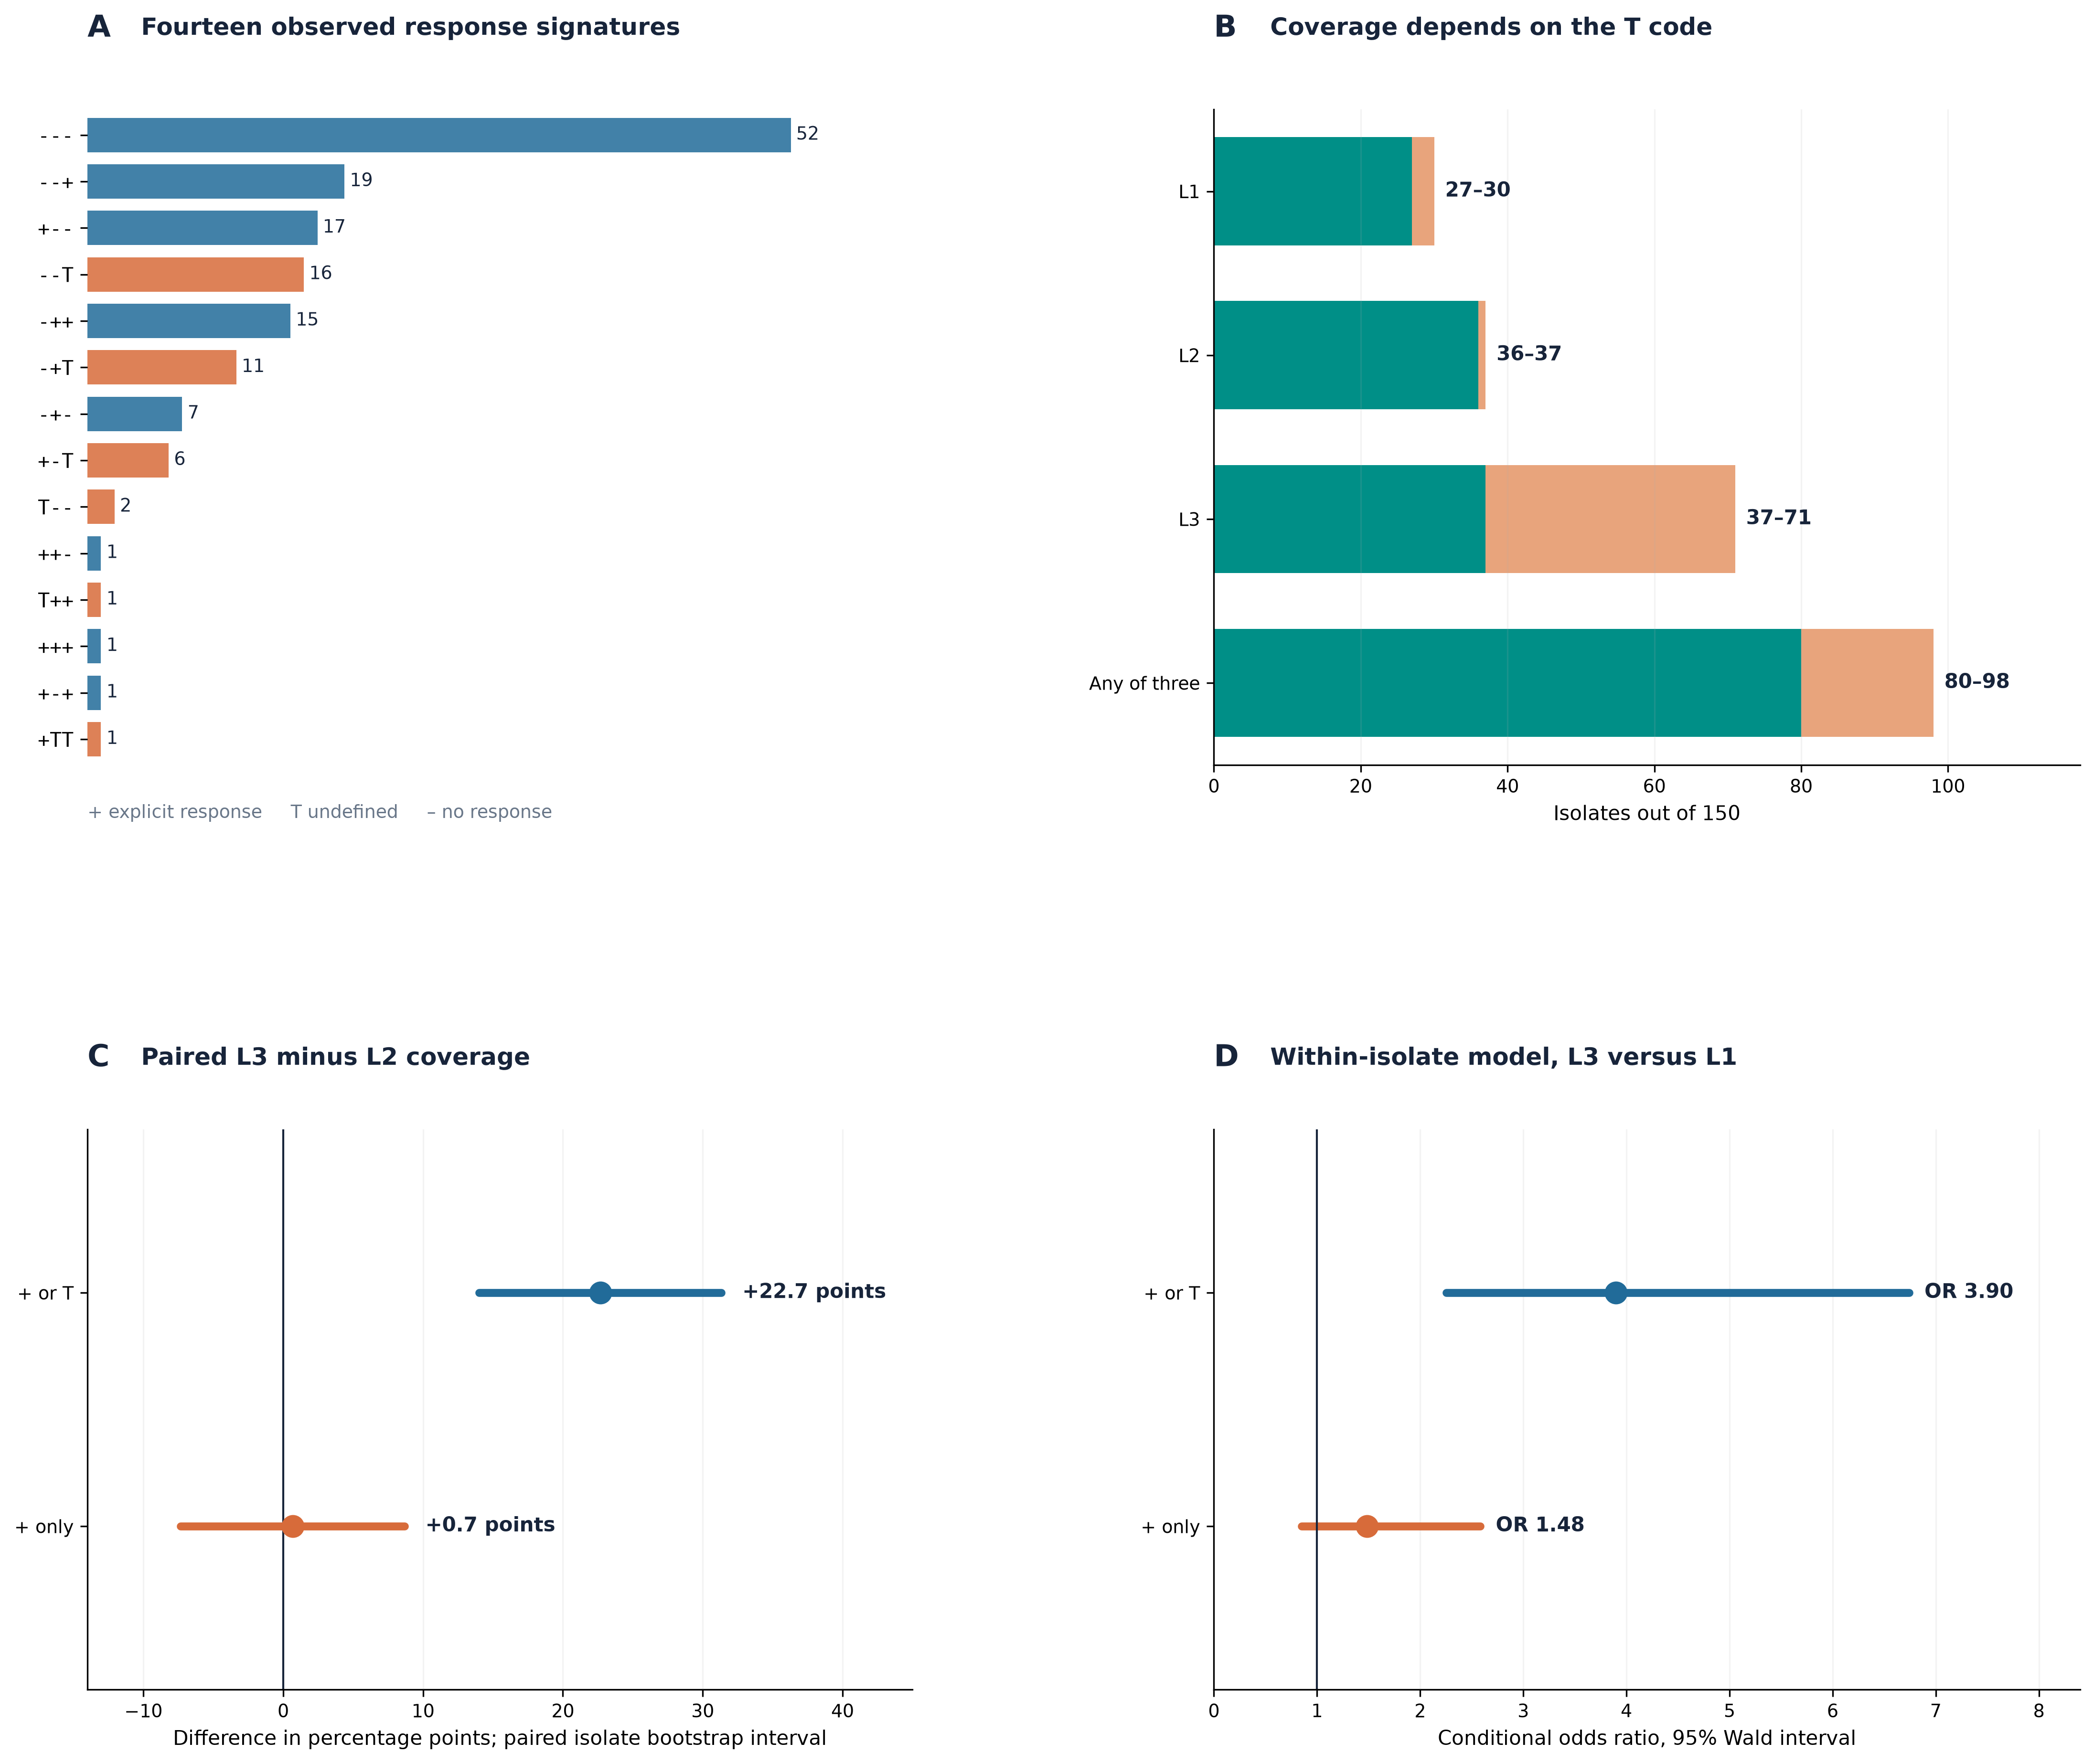 A Fourteen observed response signatures
--- 52
--+ 19
+-- 17
--T 16
-++ 15
-+T 11
-+- 7
+-T 6
T-- 2
++- 1
T++ 1
+++ 1
+-+ 1
+TT 1
+ explicit response T undefined – no response
B Coverage depends on the T code
L1 27–30
L2 36–37
L3 37–71
Any of three 80–98
0 20 40 60 80 100
Isolates out of 150
C Paired L3 minus L2 coverage
+ or T +22.7 points
+ only +0.7 points
−10 0 10 20 30 40
Difference in percentage points; paired isolate bootstrap interval
D Within-isolate model, L3 versus L1
+ or T OR 3.90
+ only OR 1.48
0 1 2 3 4 5 6 7 8
Conditional odds ratio, 95% Wald interval